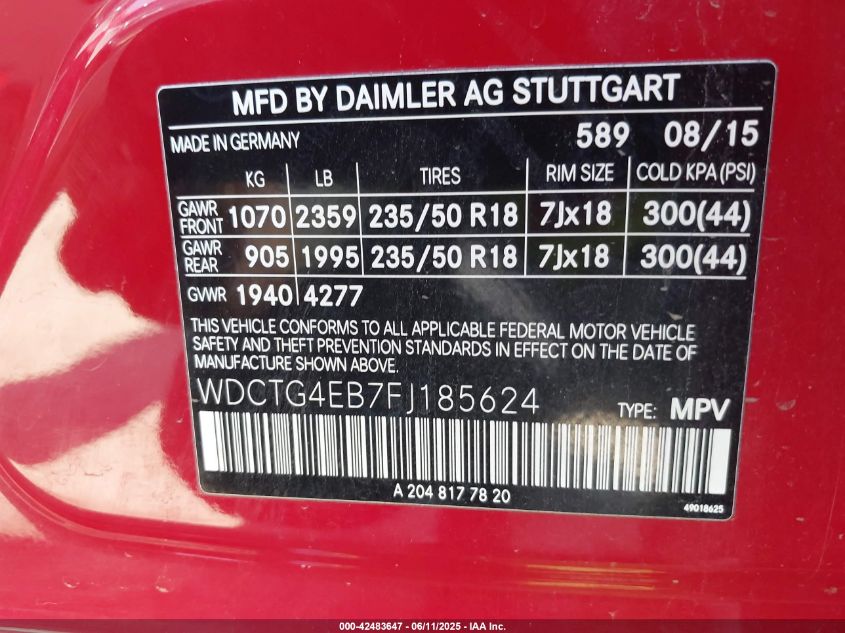 MFD BY DAIMLER AG STUTTGART
MADE IN GERMANY 589 08/15
KG LB TIRES RIM SIZE COLD KPA (PSI)
GAWR FRONT 1070 2359 235/50 R18 7Jx18 300(44)
GAWR REAR 905 1995 235/50 R18 7Jx18 300(44)
GVWR 1940 4277
THIS VEHICLE CONFORMS TO ALL APPLICABLE FEDERAL MOTOR VEHICLE
SAFETY AND THEFT PREVENTION STANDARDS IN EFFECT ON THE DATE OF
MANUFACTURE SHOWN ABOVE.
WDCTG4EB7FJ185624 TYPE: MPV
A 204 817 78 20
49018625
000-42483647 - 06/11/2025 - IAA Inc.